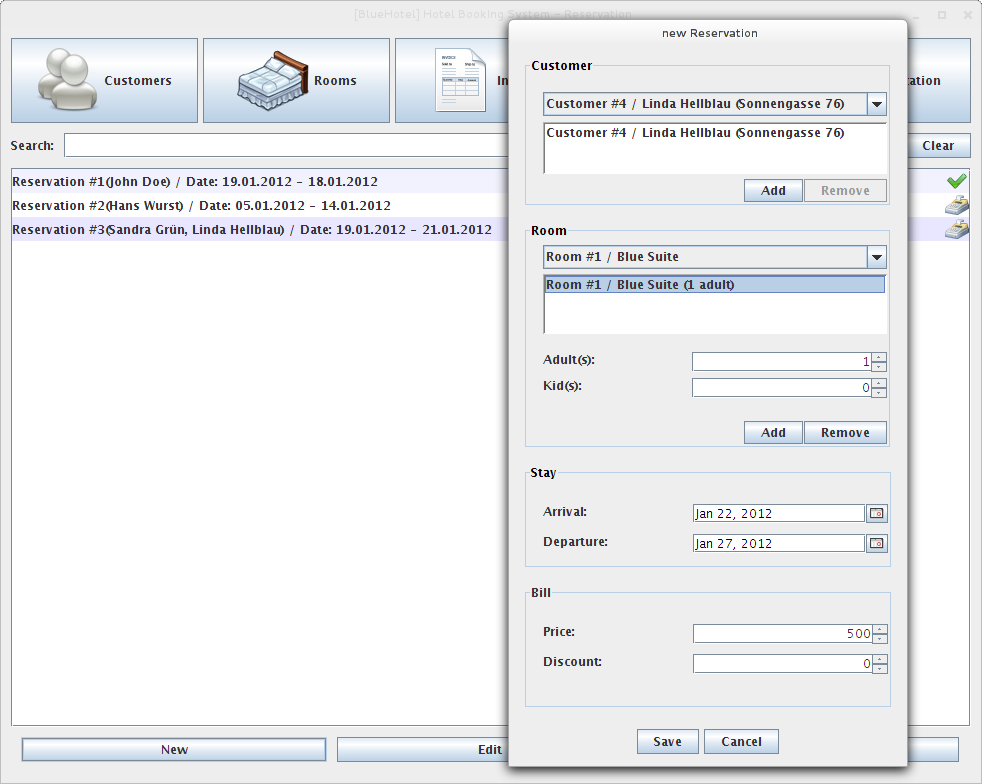 [BlueHotel] Hotel Booking System - Reservation
Customers
Rooms
INVOICE
Search:
Clear
Reservation #1(John Doe) / Date: 19.01.2012 - 18.01.2012
Reservation #2(Hans Wurst) / Date: 05.01.2012 - 14.01.2012
Reservation #3(Sandra Grün, Linda Hellblau) / Date: 19.01.2012 - 21.01.2012
New
Edit
new Reservation
Customer
Customer #4 / Linda Hellblau (Sonnengasse 76)
Customer #4 / Linda Hellblau (Sonnengasse 76)
Add
Remove
Room
Room #1 / Blue Suite
Room #1 / Blue Suite (1 adult)
Adult(s): 1
Kid(s): 0
Add
Remove
Stay
Arrival: Jan 22, 2012
Departure: Jan 27, 2012
Bill
Price: 500
Discount: 0
Save
Cancel